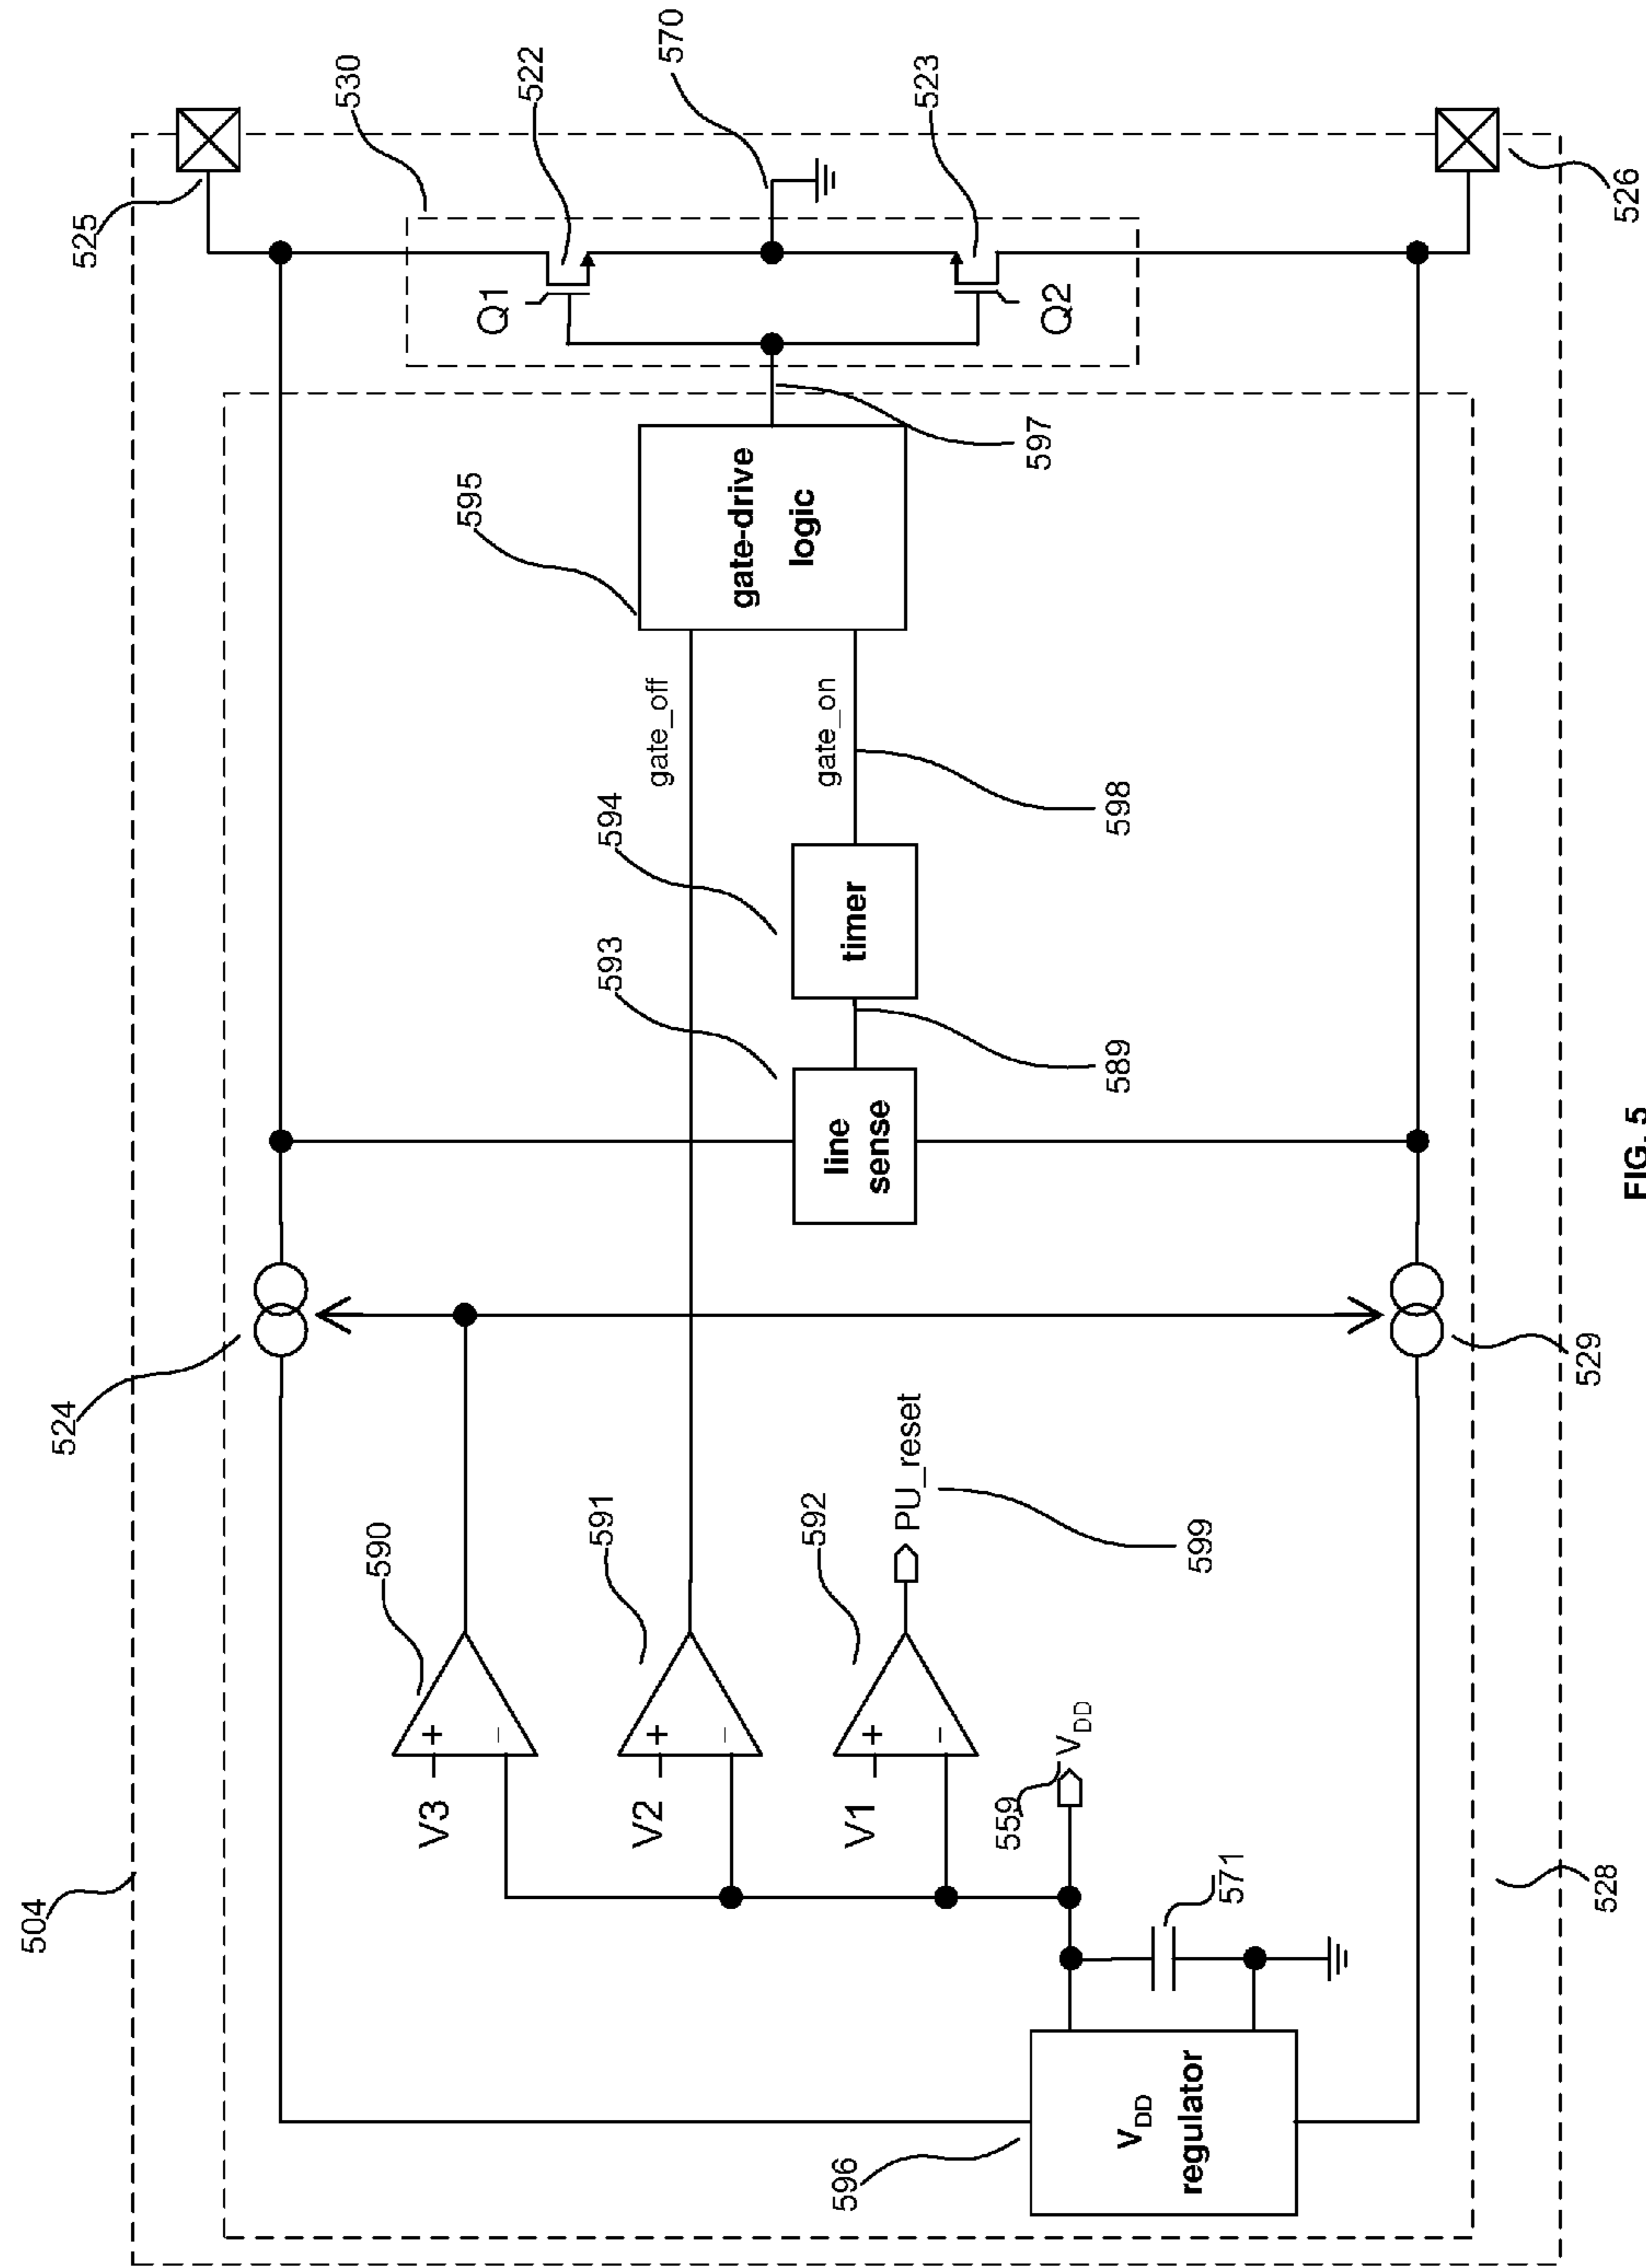 504
524
525
530
522
570
523
526
Q1
Q2
595
gate-drive
logic
597
gate_off
gate_on
594
598
timer
593
589
line
sense
529
590
591
592
PU_reset
599
V3
+
-
V2
+
-
V1
+
-
559
VDD
571
528
596
VDD
regulator
FIG. 5